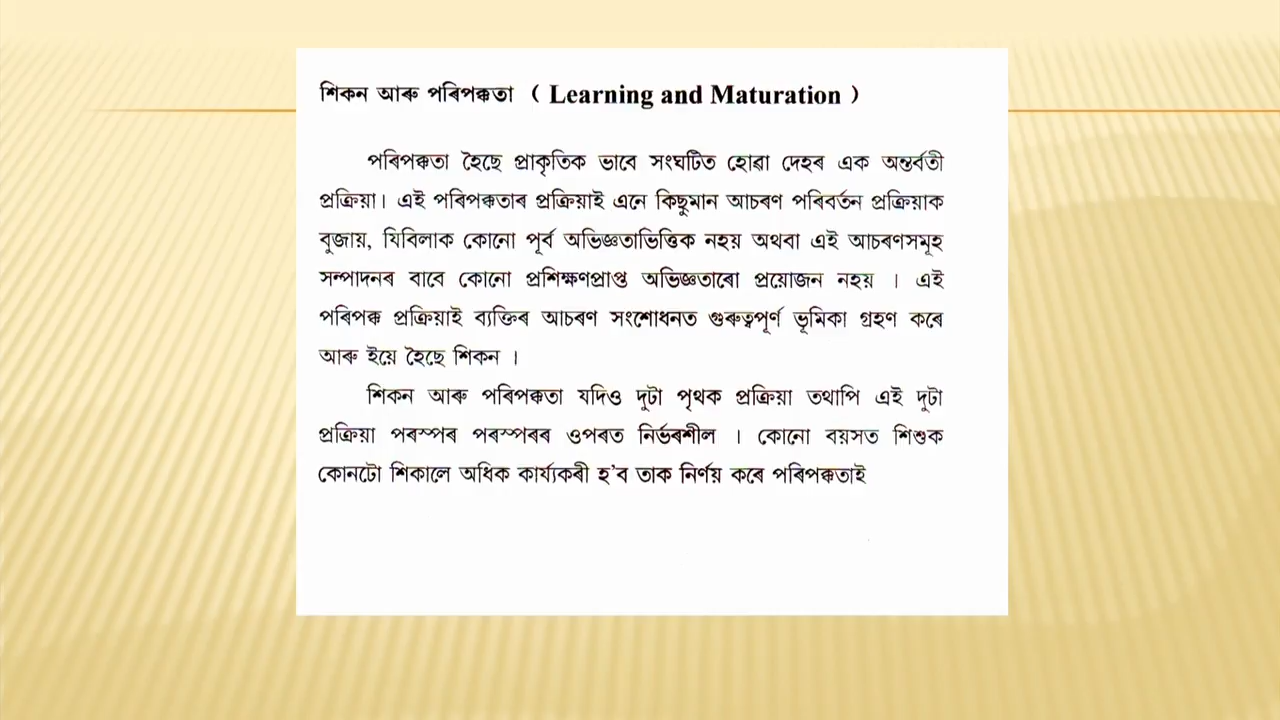 শিকন আৰু পৰিপক্কতা ( Learning and Maturation )
পৰিপক্কতা হৈছে প্ৰাকৃতিক ভাবে সংঘটিত হোৱা দেহৰ এক অন্তৰ্বৰ্তী
প্ৰক্ৰিয়া। এই পৰিপক্কতাৰ প্ৰক্ৰিয়াই এনে কিছুমান আচৰণ পৰিবৰ্তন প্ৰক্ৰিয়াক
বুজায়, যিবিলাক কোনো পূৰ্ব অভিজ্ঞতাভিত্তিক নহয় অথবা এই আচৰণসমূহ
সম্পাদনৰ বাবে কোনো প্ৰশিক্ষণপ্ৰাপ্ত অভিজ্ঞতাৰো প্ৰয়োজন নহয় । এই
পৰিপক্ক প্ৰক্ৰিয়াই ব্যক্তিৰ আচৰণ সংশোধনত গুৰুত্বপূৰ্ণ ভূমিকা গ্ৰহণ কৰে
আৰু ইয়ে হৈছে শিকন ।
শিকন আৰু পৰিপক্কতা যদিও দুটা পৃথক প্ৰক্ৰিয়া তথাপি এই দুটা
প্ৰক্ৰিয়া পৰস্পৰ পৰস্পৰৰ ওপৰত নিৰ্ভৰশীল । কোনো বয়সত শিশুক
কোনটো শিকালে অধিক কাৰ্য্যকৰী হ'ব তাক নিৰ্ণয় কৰে পৰিপক্কতাই